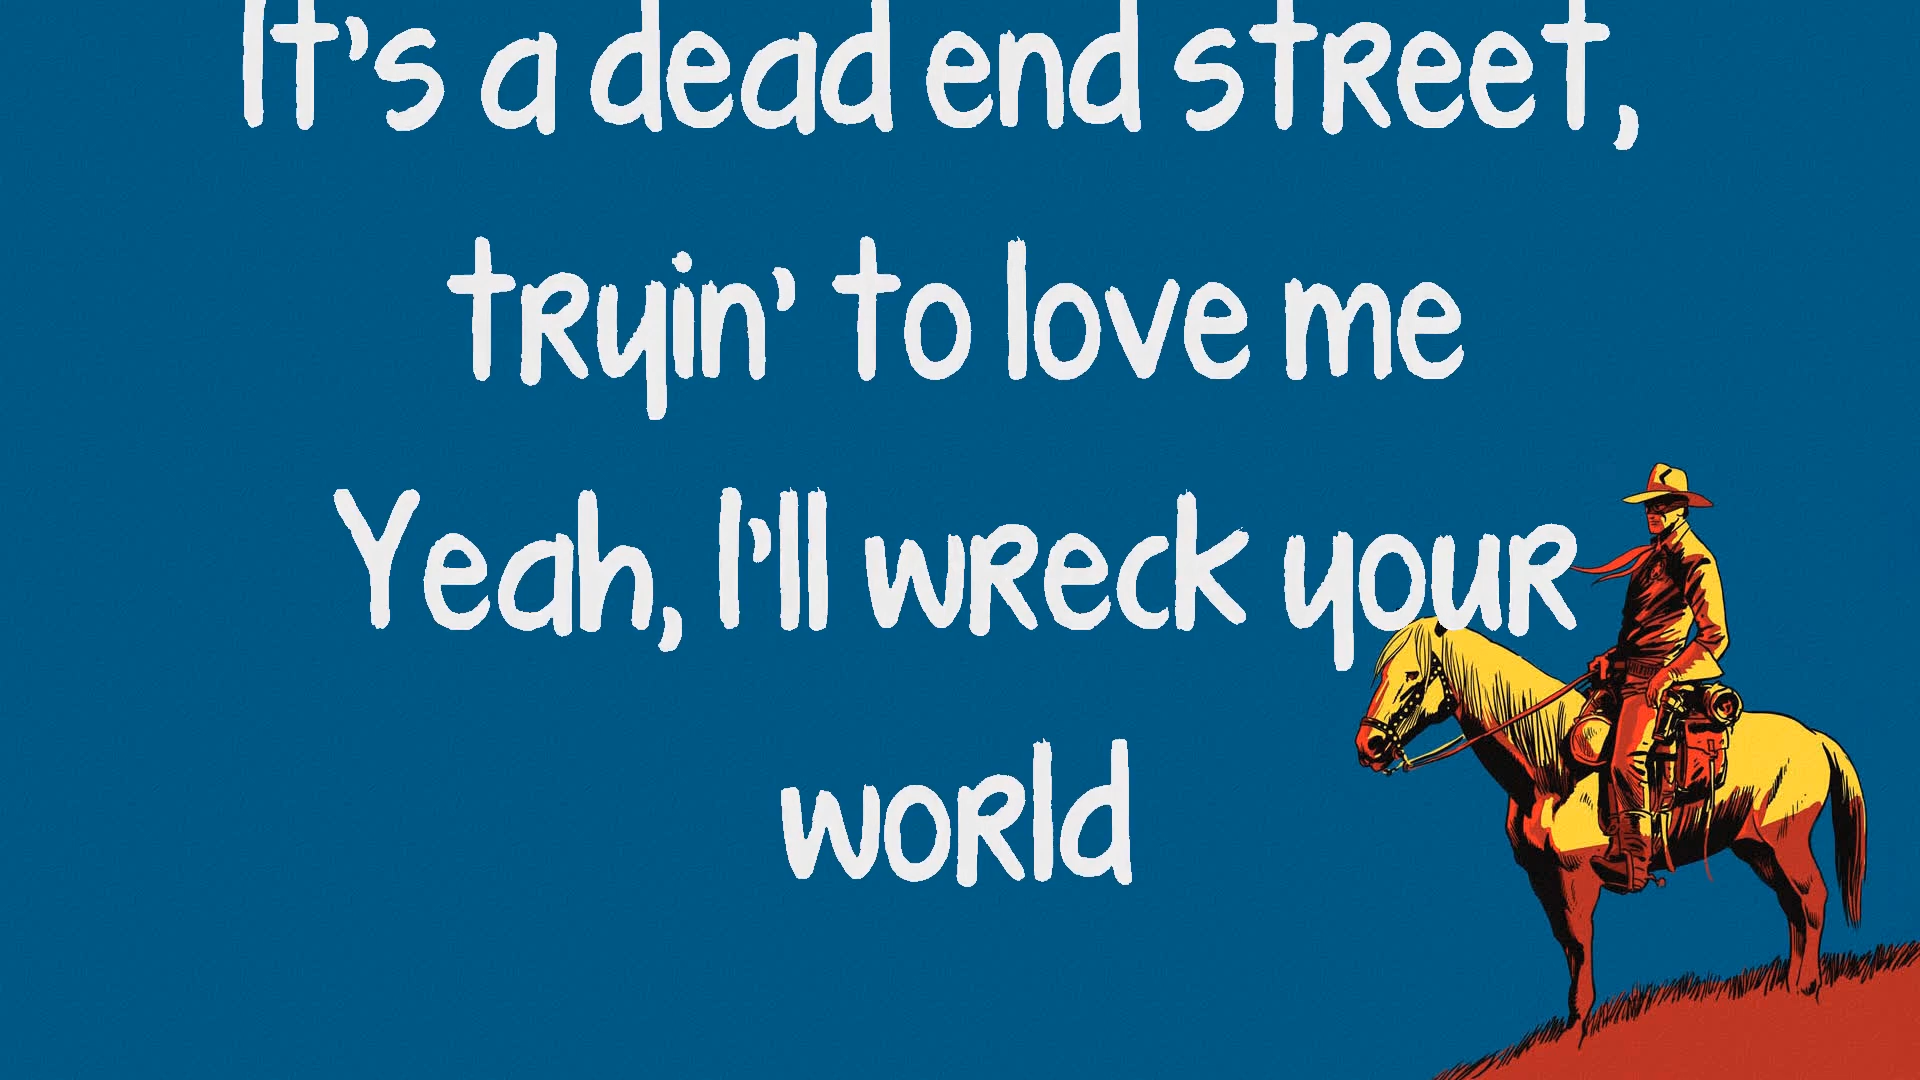 It's a dead end street,
tryin' to love me
Yeah, I'll wreck your
world